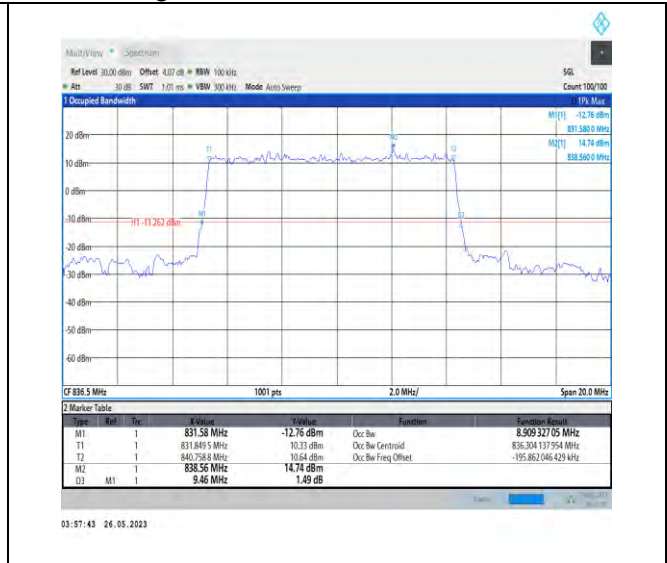 MultiView Spectrum
Ref Level 30.00 dBm Offset 4.07 dB RBW 100 kHz SGL
Att 30 dB SWT 1.01 ms VBW 300 kHz Mode Auto Sweep Count 100/100
1 Occupied Bandwidth 1Pk Max
M1[1] -12.76 dBm
831.580 0 MHz
M2[1] 14.74 dBm
838.560 0 MHz
20 dBm
M2
T1 T2
10 dBm
0 dBm
M1 D3
-10 dBm
H1 -11.262 dBm
-20 dBm
-30 dBm
-40 dBm
-50 dBm
-60 dBm
CF 836.5 MHz 1001 pts 2.0 MHz/ Span 20.0 MHz
2 Marker Table
Type Ref Trc X-Value Y-Value Function Function Result
M1 1 831.58 MHz -12.76 dBm Occ Bw 8.909 327 05 MHz
T1 1 831.849 5 MHz 10.33 dBm Occ Bw Centroid 836.304 137 954 MHz
T2 1 840.758 8 MHz 10.64 dBm Occ Bw Freq Offset -195.862 046 429 kHz
M2 1 838.56 MHz 14.74 dBm
D3 M1 1 9.46 MHz 1.49 dB
03:57:43 26.05.2023